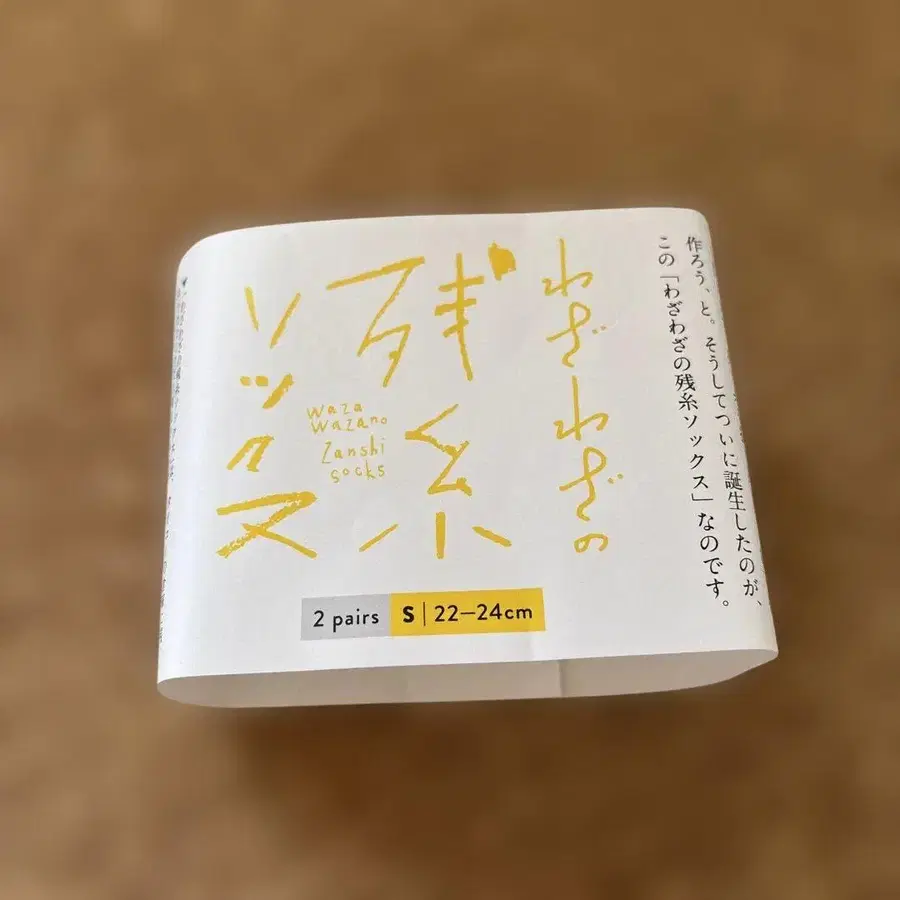 作ろう、と。そうしてついに誕生したのが、
この「わざわざの残糸ソックス」なのです。
わざわざの
残糸
ソックス
waza
wazano
zanshi
socks
2 pairs S | 22–24cm